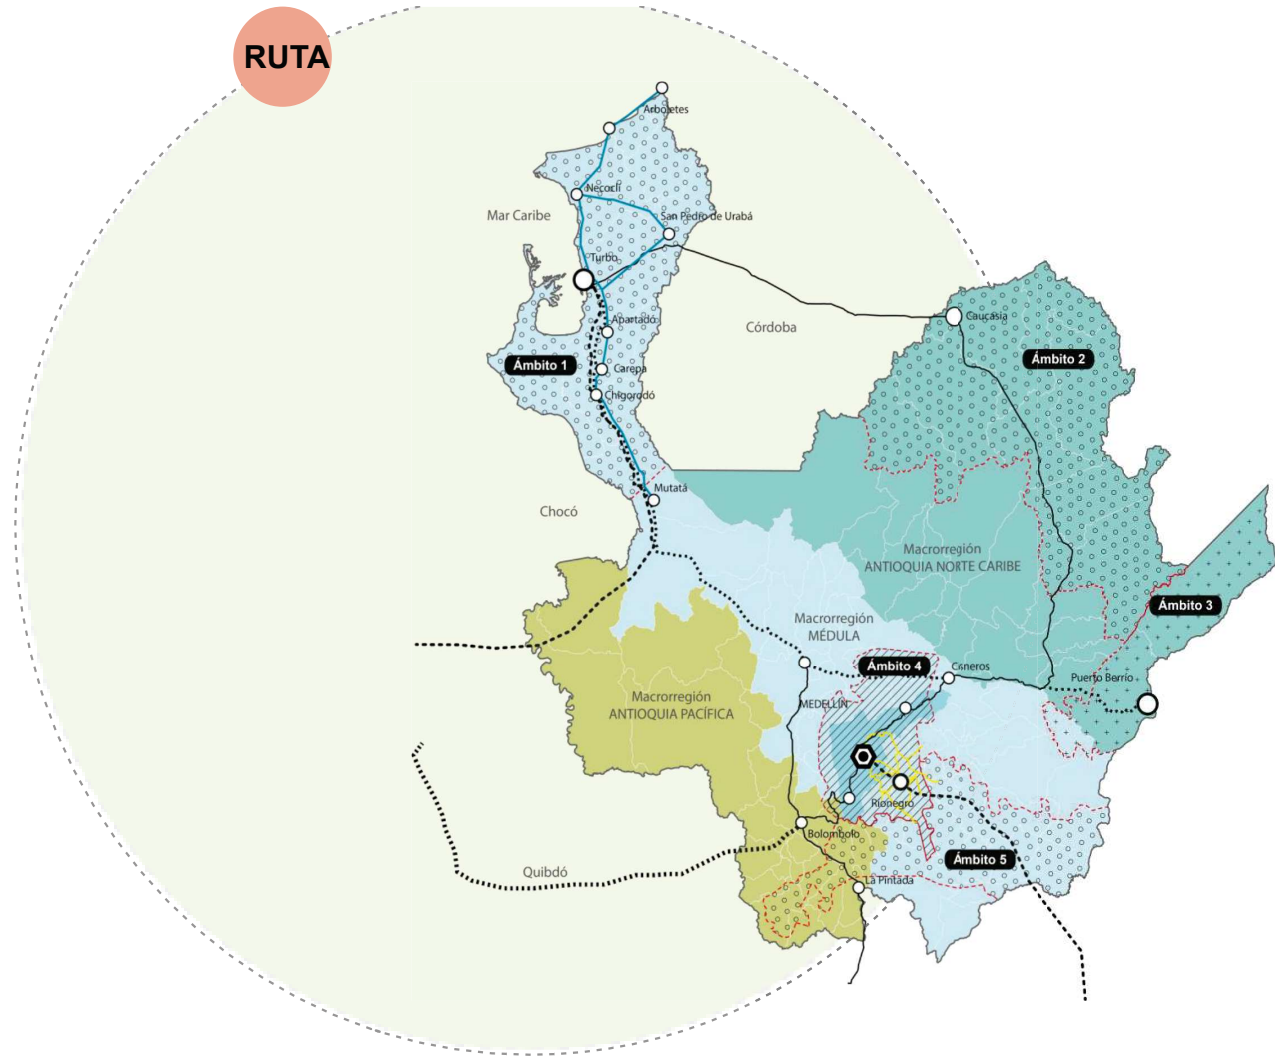 RUTA
Arboletes
Necoclí
Mar Caribe
San Pedro de Urabá
Turbo
Apartadó
Córdoba
Caucasia
Ámbito 1
Carepa
Ámbito 2
Chigorodó
Mutatá
Chocó
Macrorregión
ANTIOQUIA NORTE CARIBE
Ámbito 3
Macrorregión
MÉDULA
Ámbito 4
Cisneros
Puerto Berrío
Macrorregión
ANTIOQUIA PACÍFICA
MEDELLÍN
Rionegro
Bolombolo
Ámbito 5
Quibdó
La Pintada